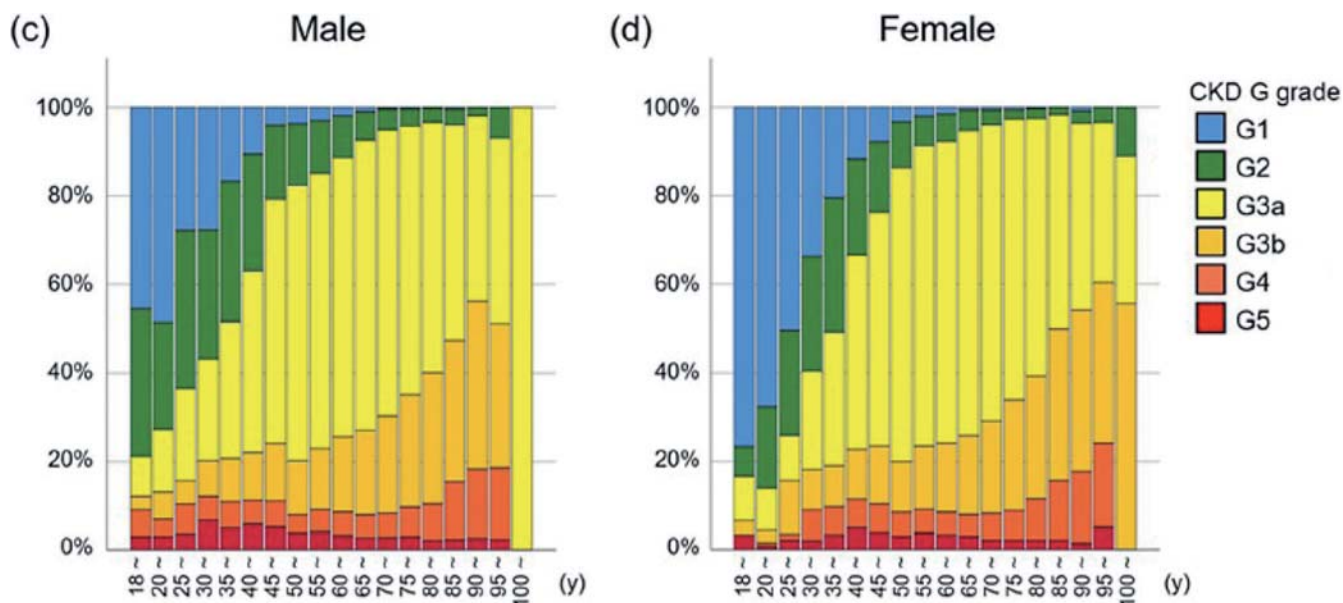 (c) Male
100%
80%
60%
40%
20%
0%
18 ~ 20 ~ 25 ~ 30 ~ 35 ~ 40 ~ 45 ~ 50 ~ 55 ~ 60 ~ 65 ~ 70 ~ 75 ~ 80 ~ 85 ~ 90 ~ 95 ~ 100 ~ (y)
(d) Female
100%
80%
60%
40%
20%
0%
18 ~ 20 ~ 25 ~ 30 ~ 35 ~ 40 ~ 45 ~ 50 ~ 55 ~ 60 ~ 65 ~ 70 ~ 75 ~ 80 ~ 85 ~ 90 ~ 95 ~ 100 ~ (y)
CKD G grade
G1
G2
G3a
G3b
G4
G5